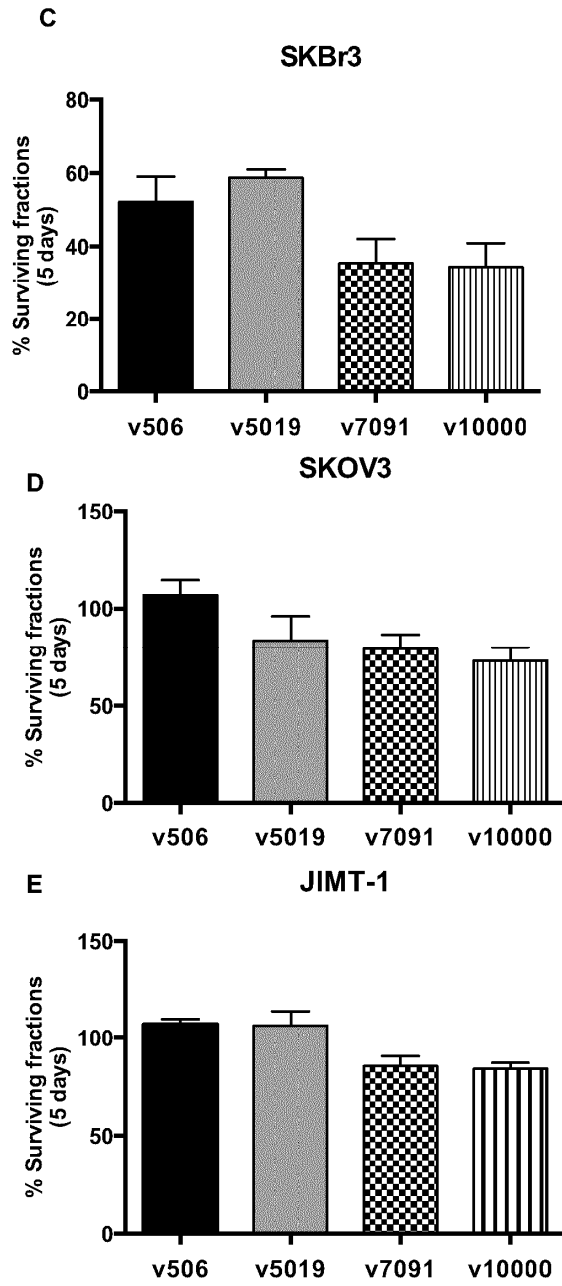 C
SKBr3
% Surviving fractions
(5 days)
80
60
40
20
0
v506 v5019 v7091 v10000
D
SKOV3
% Surviving fractions
(5 days)
150
100
50
0
v506 v5019 v7091 v10000
E
JIMT-1
% Surviving fractions
(5 days)
150
100
50
0
v506 v5019 v7091 v10000